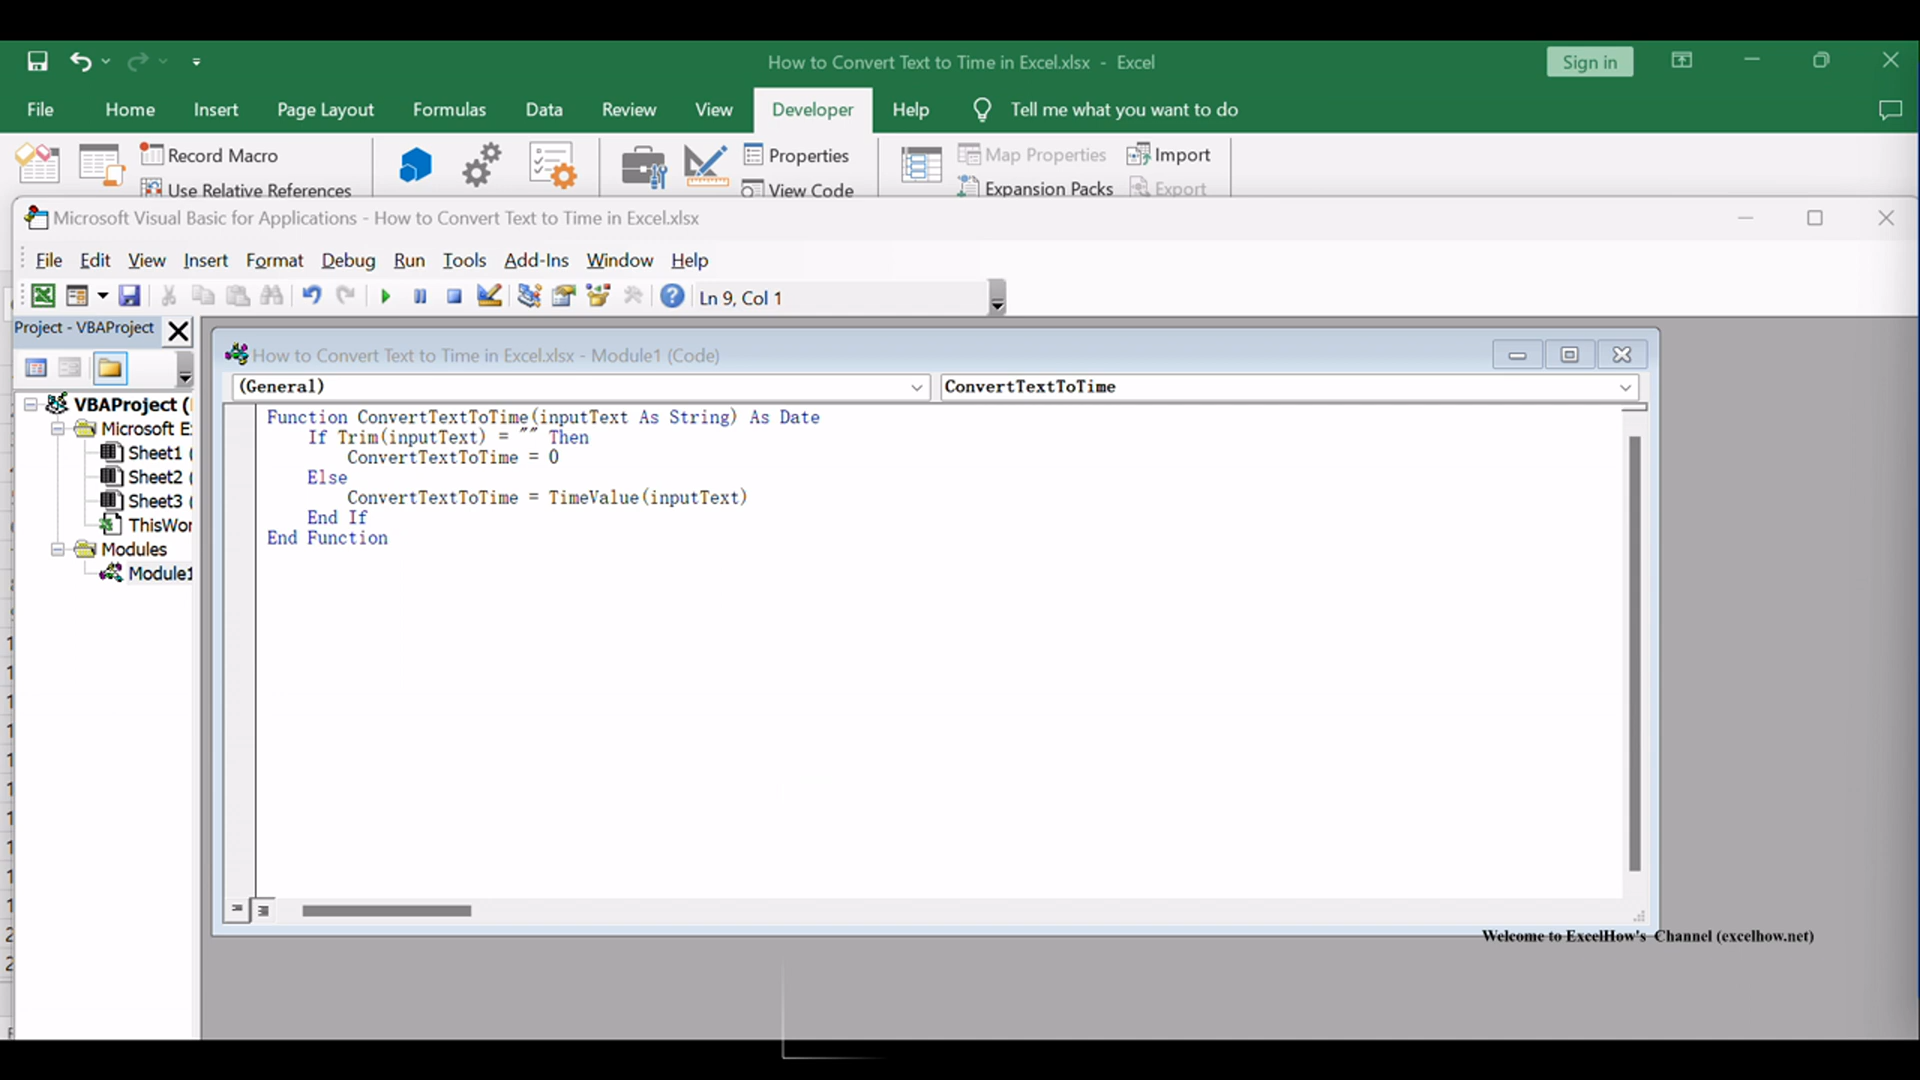 How to Convert Text to Time in Excel.xlsx - Excel
Sign in
File Home Insert Page Layout Formulas Data Review View Developer Help Tell me what you want to do
Record Macro
Properties
Map Properties
Import
Use Relative References
View Code
Expansion Packs
Export
Microsoft Visual Basic for Applications - How to Convert Text to Time in Excel.xlsx
File Edit View Insert Format Debug Run Tools Add-Ins Window Help
Ln 9, Col 1
Project - VBAProject
How to Convert Text to Time in Excel.xlsx - Module1 (Code)
(General)
ConvertTextToTime
VBAProject (
Microsoft E
Sheet1 (
Sheet2 (
Sheet3 (
ThisWor
Modules
Module1
Function ConvertTextToTime(inputText As String) As Date
If Trim(inputText) = "" Then
ConvertTextToTime = 0
Else
ConvertTextToTime = TimeValue(inputText)
End If
End Function
Welcome to ExcelHow's Channel (excelhow.net)